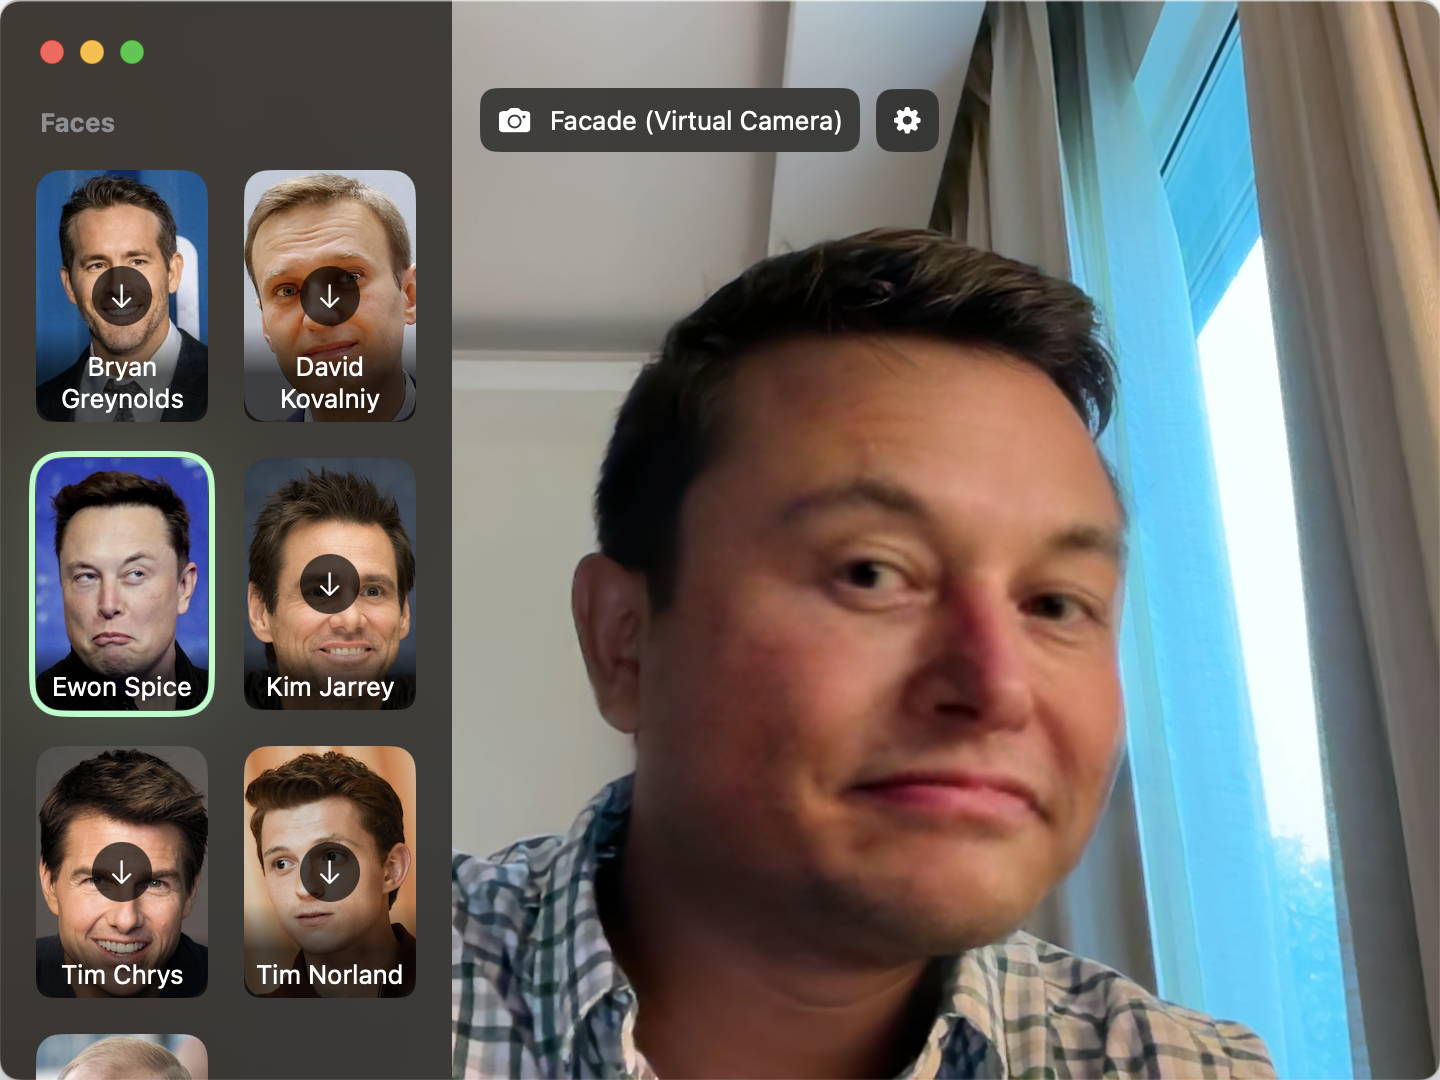 Faces
Facade (Virtual Camera)
Bryan
Greynolds
David
Kovalniy
Ewon Spice
Kim Jarrey
Tim Chrys
Tim Norland